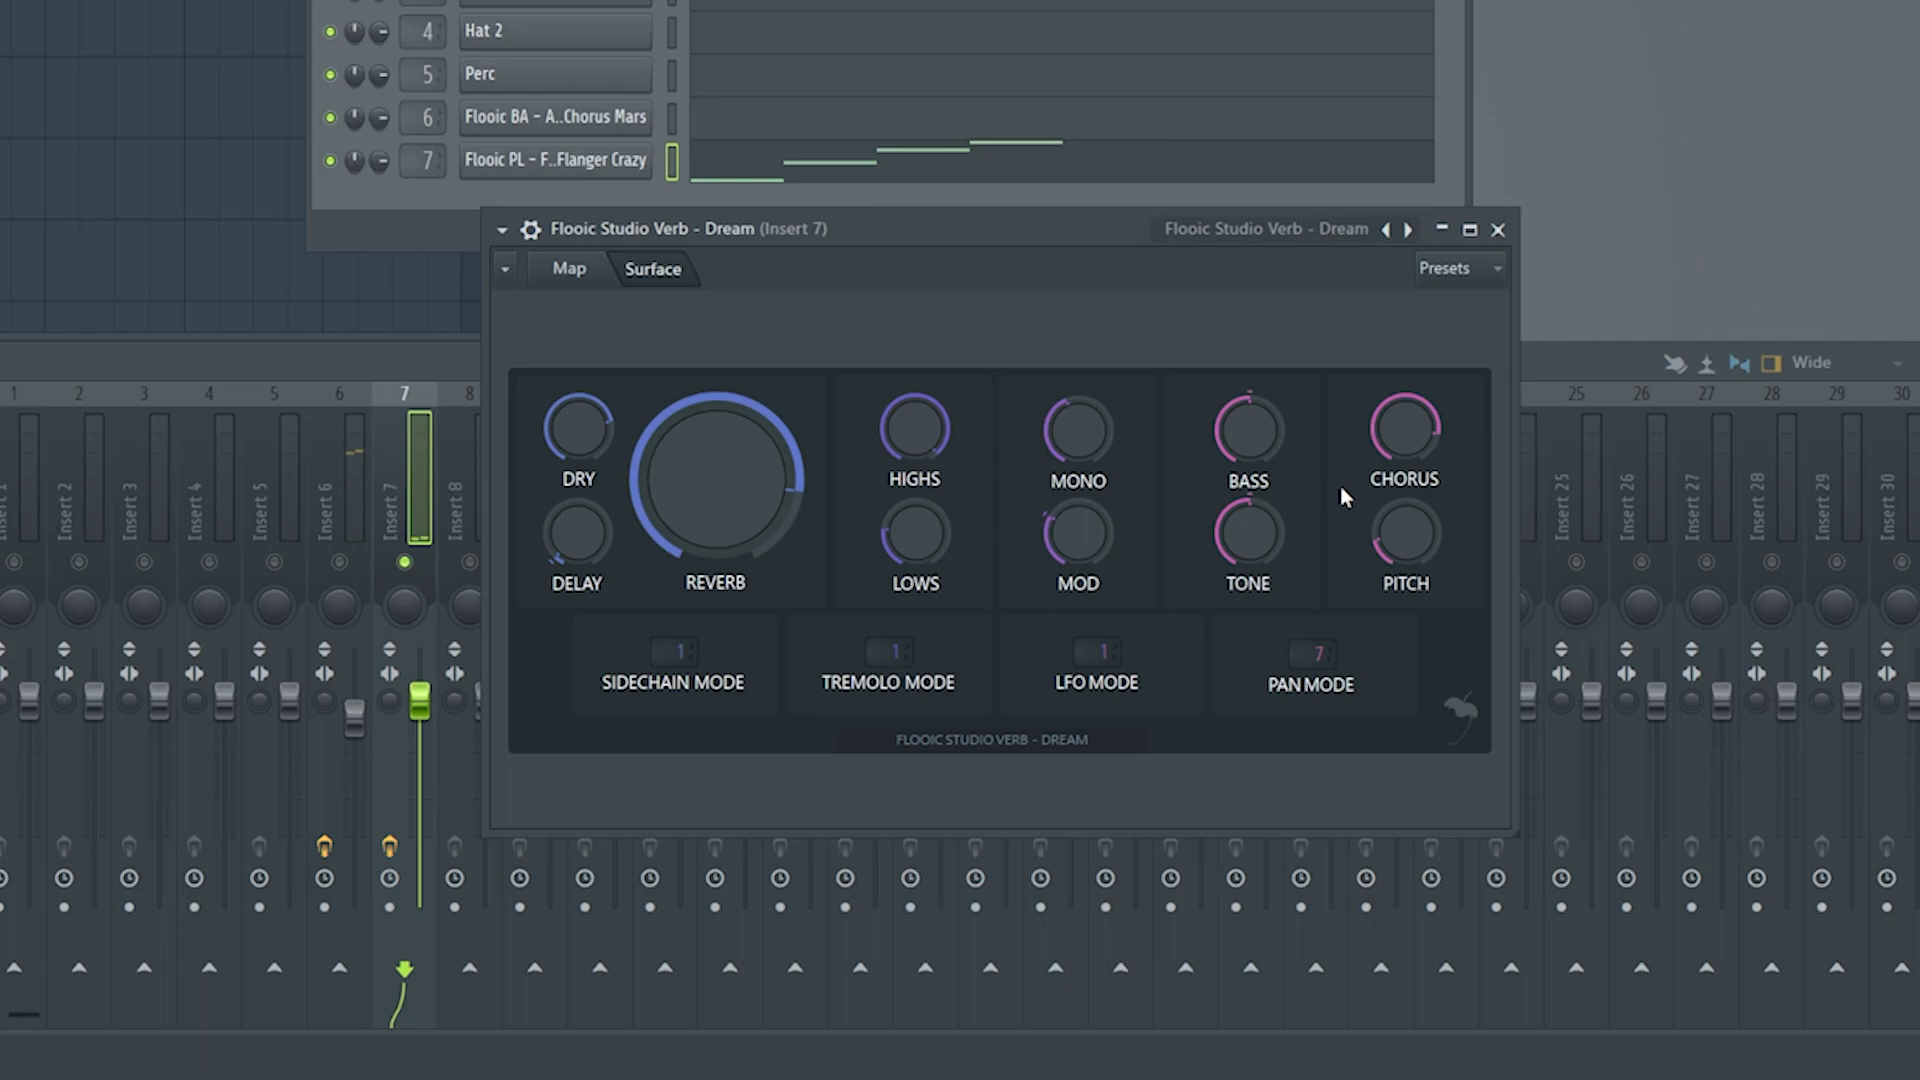 4 Hat 2
5 Perc
6 Flooic BA - A..Chorus Mars
7 Flooic PL - F..Flanger Crazy
Flooic Studio Verb - Dream (Insert 7) Flooic Studio Verb - Dream
Map Surface Presets
Wide
1 2 3 4 5 6 7 8 25 26 27 28 29 30
DRY HIGHS MONO BASS CHORUS
DELAY REVERB LOWS MOD TONE PITCH
Insert 2 Insert 3 Insert 4 Insert 5 Insert 6 Insert 7 Insert 8 Insert 25 Insert 26 Insert 27 Insert 28 Insert 29 Insert 30
1 1 1 7
SIDECHAIN MODE TREMOLO MODE LFO MODE PAN MODE
FLOOIC STUDIO VERB - DREAM